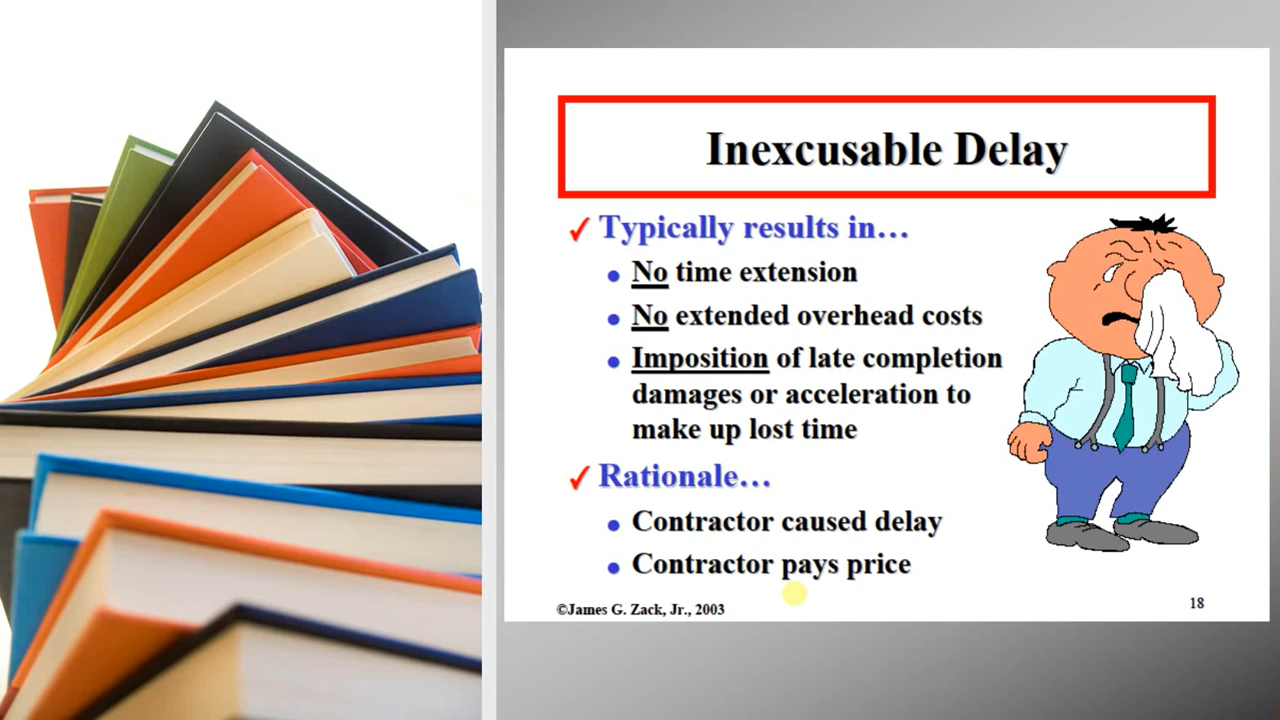 Inexcusable Delay
✓ Typically results in…
• No time extension
• No extended overhead costs
• Imposition of late completion
damages or acceleration to
make up lost time
✓ Rationale…
• Contractor caused delay
• Contractor pays price
©James G. Zack, Jr., 2003
18